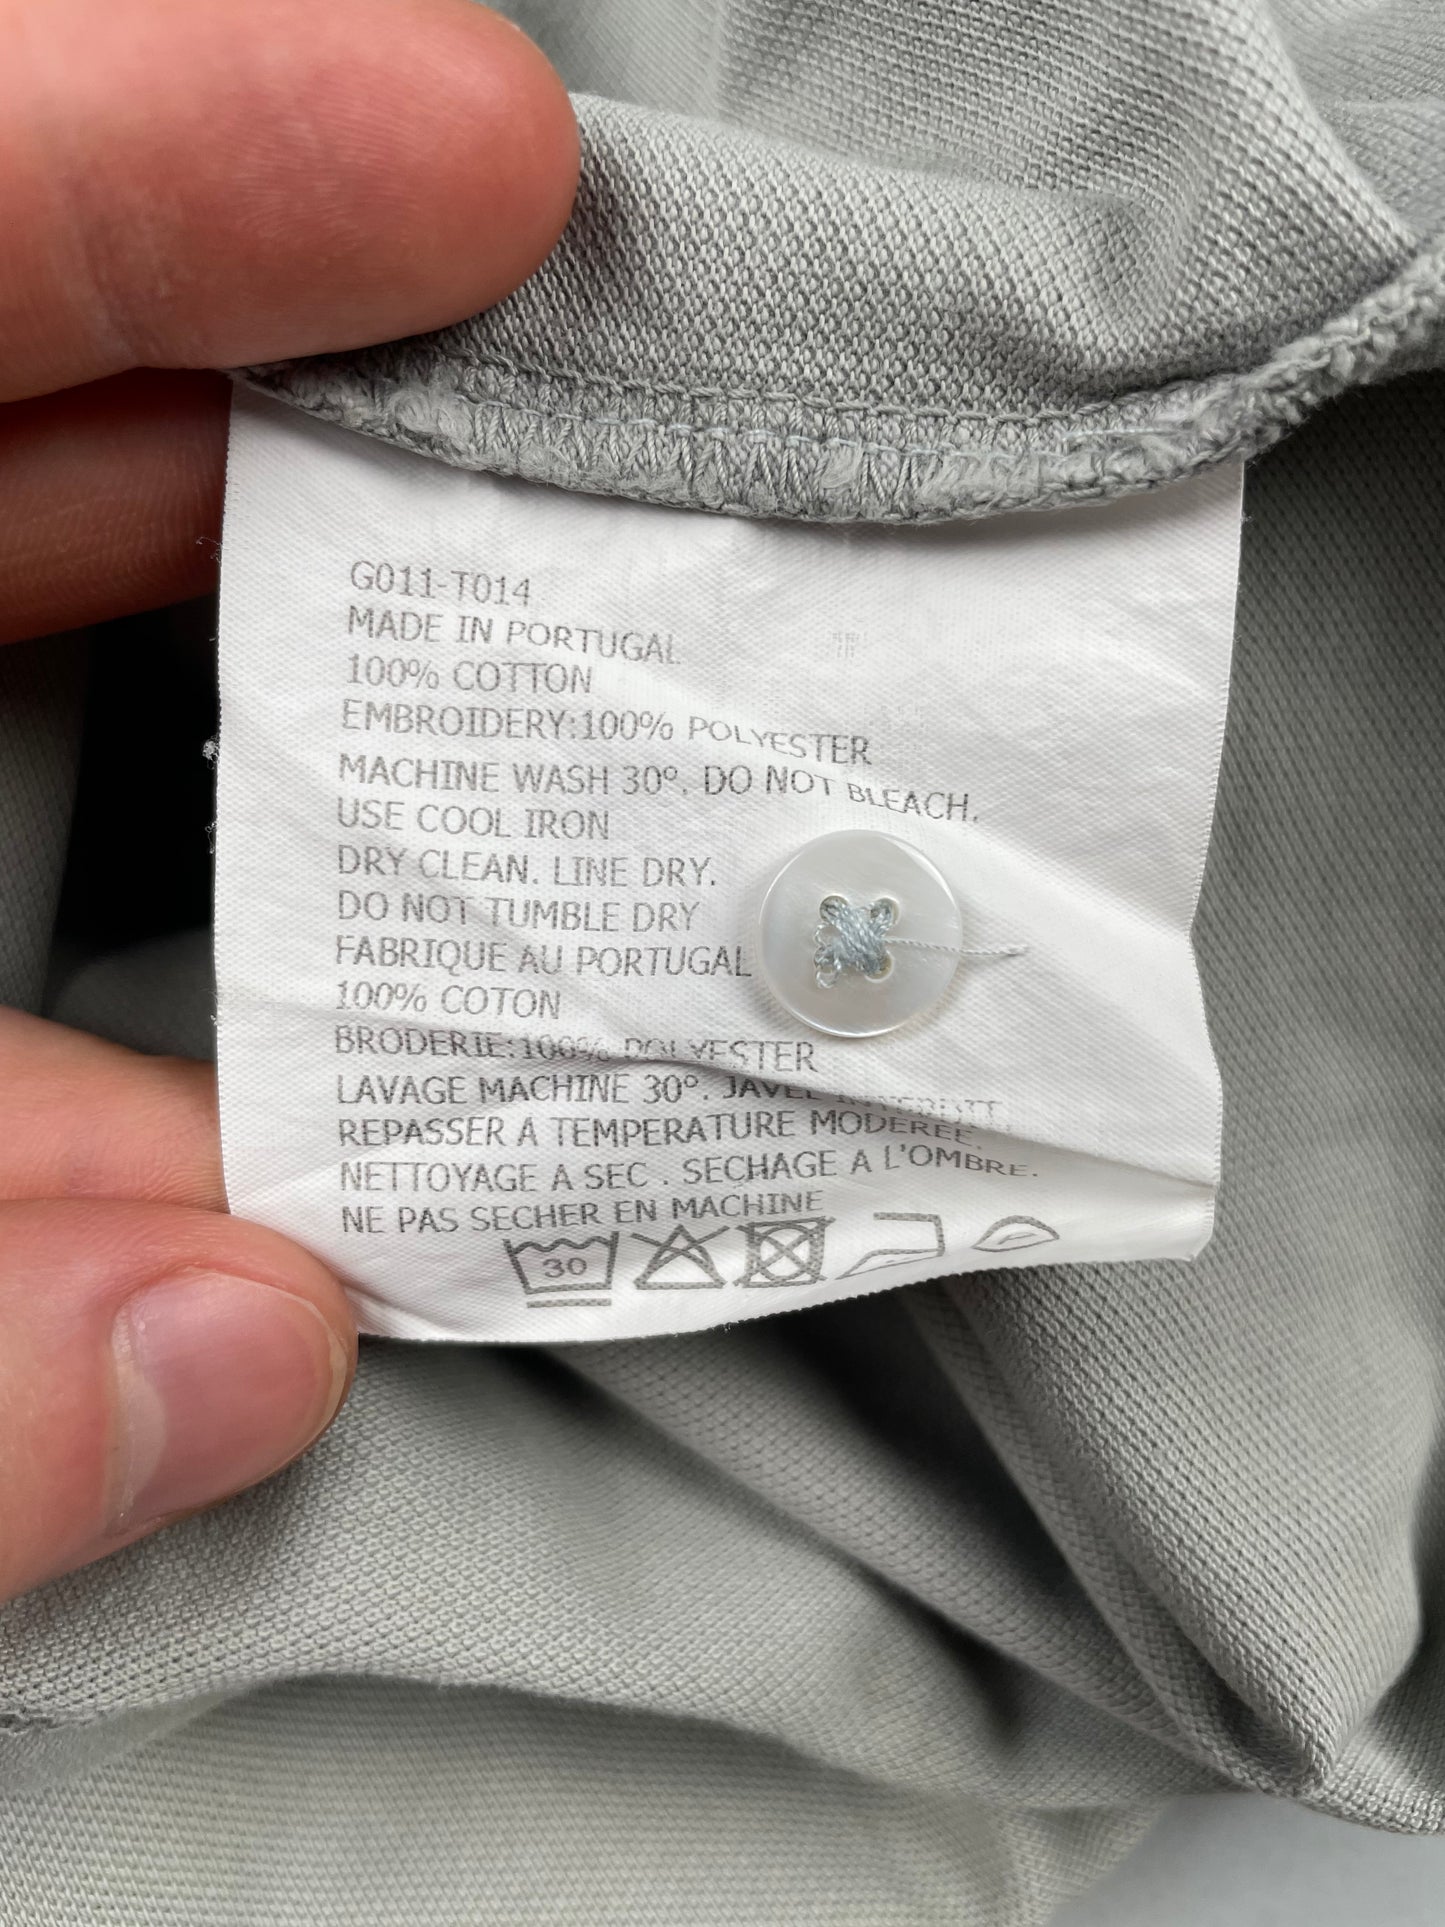 G011-T014
MADE IN PORTUGAL
100% COTTON
EMBROIDERY:100% POLYESTER
MACHINE WASH 30°. DO NOT BLEACH.
USE COOL IRON
DRY CLEAN. LINE DRY.
DO NOT TUMBLE DRY
FABRIQUE AU PORTUGAL
100% COTON
BRODERIE:100% POLYESTER
LAVAGE MACHINE 30°. JAVEL
REPASSER A TEMPERATURE MODEREE.
NETTOYAGE A SEC . SECHAGE A L'OMBRE.
NE PAS SECHER EN MACHINE
30